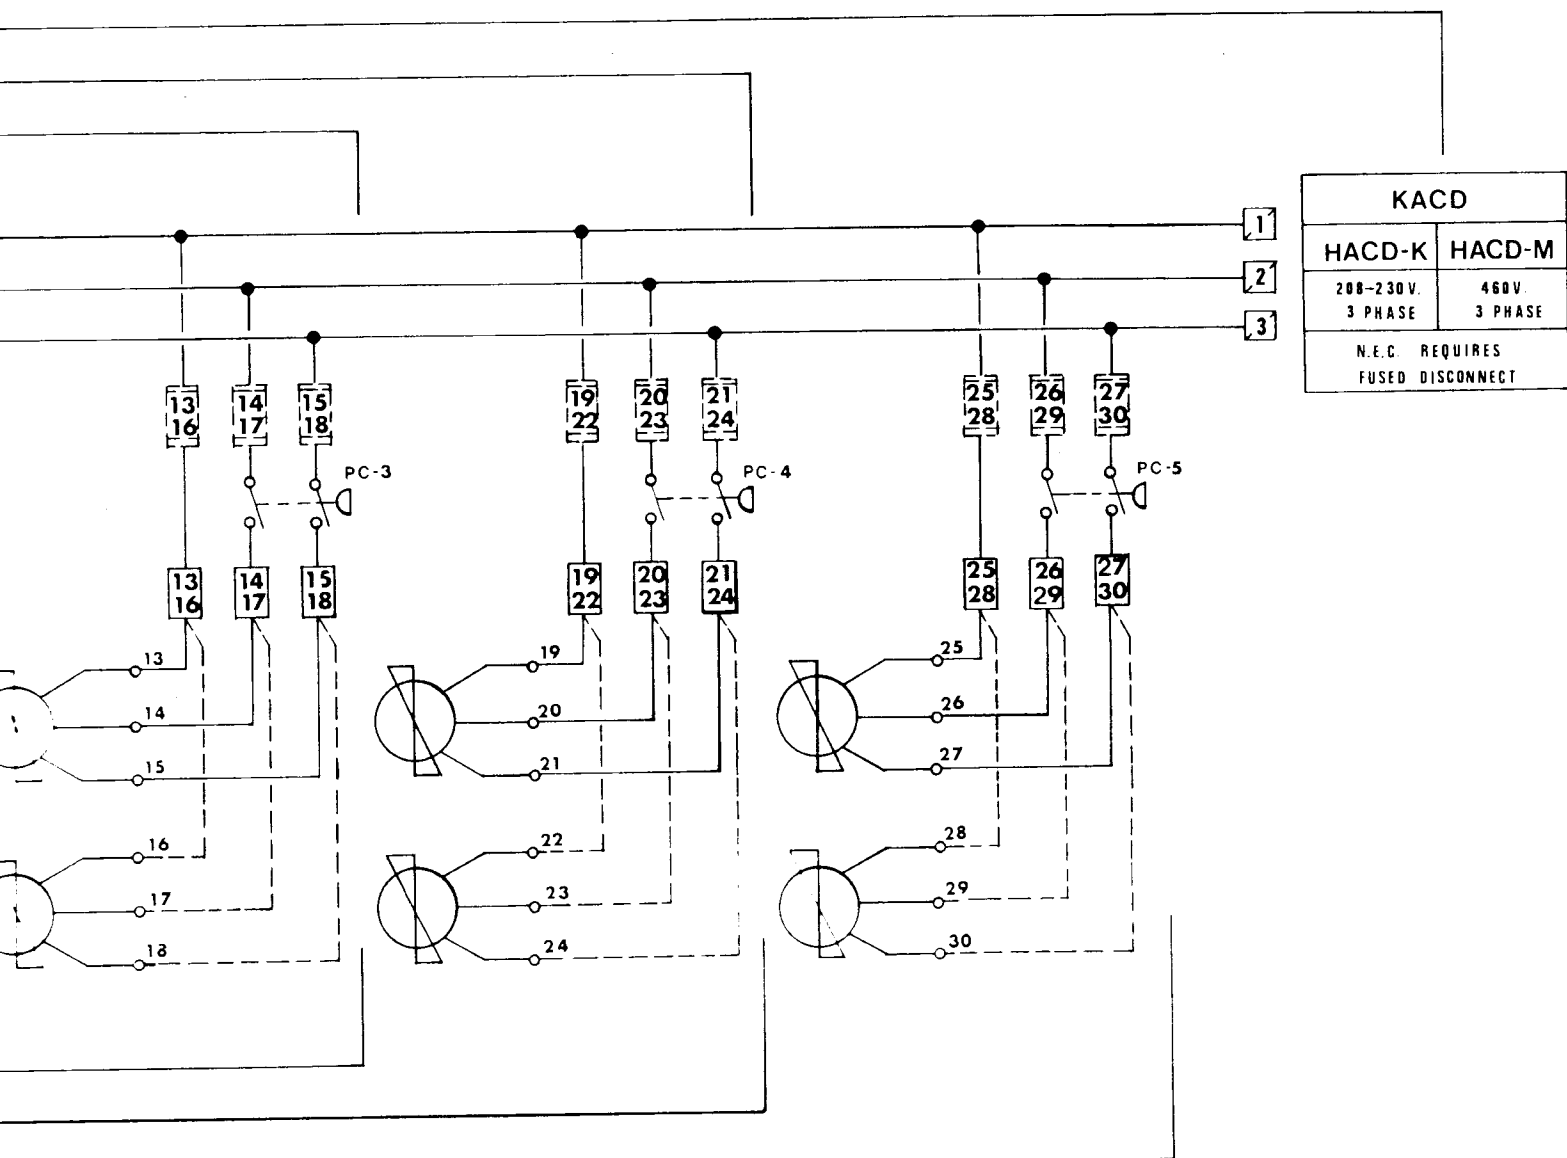 1
KACD
HACD-K HACD-M
2
208-230V. 460V.
3 PHASE 3 PHASE
3
N.E.C. REQUIRES
FUSED DISCONNECT
13 14 15 19 20 21 25 26 27
16 17 18 22 23 24 28 29 30
PC-3 PC-4 PC-5
13 14 15 19 20 21 25 26 27
16 17 18 22 23 24 28 29 30
13 19 25
14 20 26
15 21 27
16 22 28
17 23 29
18 24 30